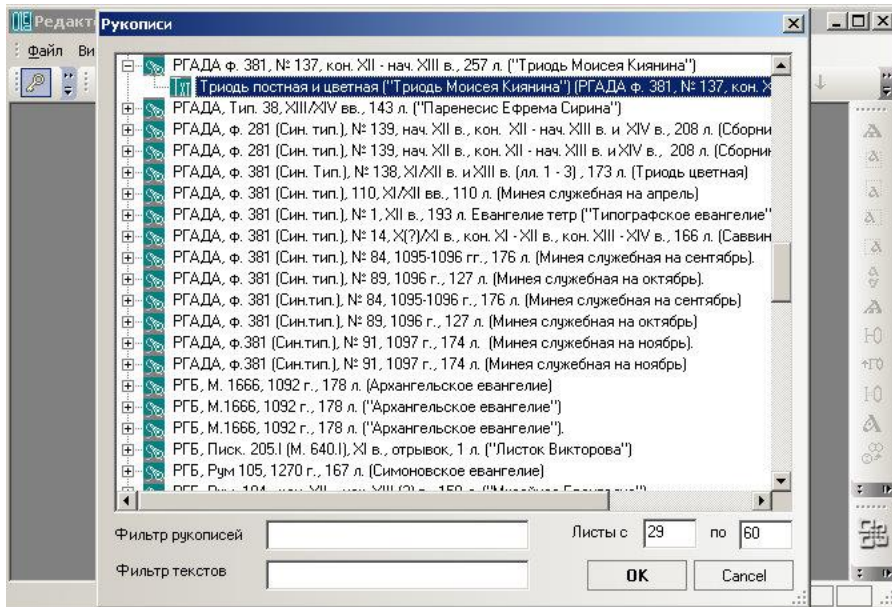 Редакт
Рукописи
Файл Ви
РГАДА ф. 381, № 137, кон. XII - нач. XIII в., 257 л. ("Триодь Моисея Киянина")
Триодь постная и цветная ("Триодь Моисея Киянина") (РГАДА ф. 381, № 137, кон. X
РГАДА, Тип. 38, XIII/XIV вв., 143 л. ("Паренесис Ефрема Сирина")
РГАДА, ф. 281 (Син. тип.), № 139, нач. XII в., кон. XII - нач. XIII в. и XIV в., 208 л. (Сборни
РГАДА, ф. 281 (Син. тип.), № 139, нач. XII в., кон. XII - нач. XIII в. и XIV в., 208 л. (Сборни
РГАДА, ф. 381 (Син. Тип.), № 138, XI/XII вв. и XIII в. (лл. 1 - 3) , 173 л. (Триодь цветная)
РГАДА, ф. 381 (Син. тип.), 110, XI/XII вв., 110 л. (Минея служебная на апрель)
РГАДА, ф. 381 (Син. тип.), № 1, XII в., 193 л. Евангелие тетр ("Типографское евангелие"
РГАДА, ф. 381 (Син. тип.), № 14, X(?)/XI в., кон. XI - XII в., кон. XIII - XIV в., 166 л. (Саввин
РГАДА, ф. 381 (Син. тип.), № 84, 1095-1096 гг., 176 л. (Минея служебная на сентябрь).
РГАДА, ф. 381 (Син. тип.), № 89, 1096 г., 127 л. (Минея служебная на октябрь).
РГАДА, ф. 381 (Син.тип.), № 84, 1095-1096 г., 176 л. (Минея служебная на сентябрь)
РГАДА, ф. 381 (Син.тип.), № 89, 1096 г., 127 л. (Минея служебная на октябрь)
РГАДА, ф.381 (Син.тип.), № 91, 1097 г., 174 л. (Минея служебная на ноябрь).
РГАДА, ф.381 (Син.тип.), № 91, 1097 г., 174 л. (Минея служебная на ноябрь)
РГБ, М. 1666, 1092 г., 178 л. (Архангельское евангелие)
РГБ, М.1666, 1092 г., 178 л. ("Архангельское евангелие")
РГБ, М.1666, 1092 г., 178 л. ("Архангельское евангелие").
РГБ, Писк. 205.I (М. 640.I), XI в., отрывок, 1 л. ("Листок Викторова")
РГБ, Рум 105, 1270 г., 167 л. (Симоновское евангелие)
Фильтр рукописей
Листы с 29 по 60
Фильтр текстов
OK Cancel